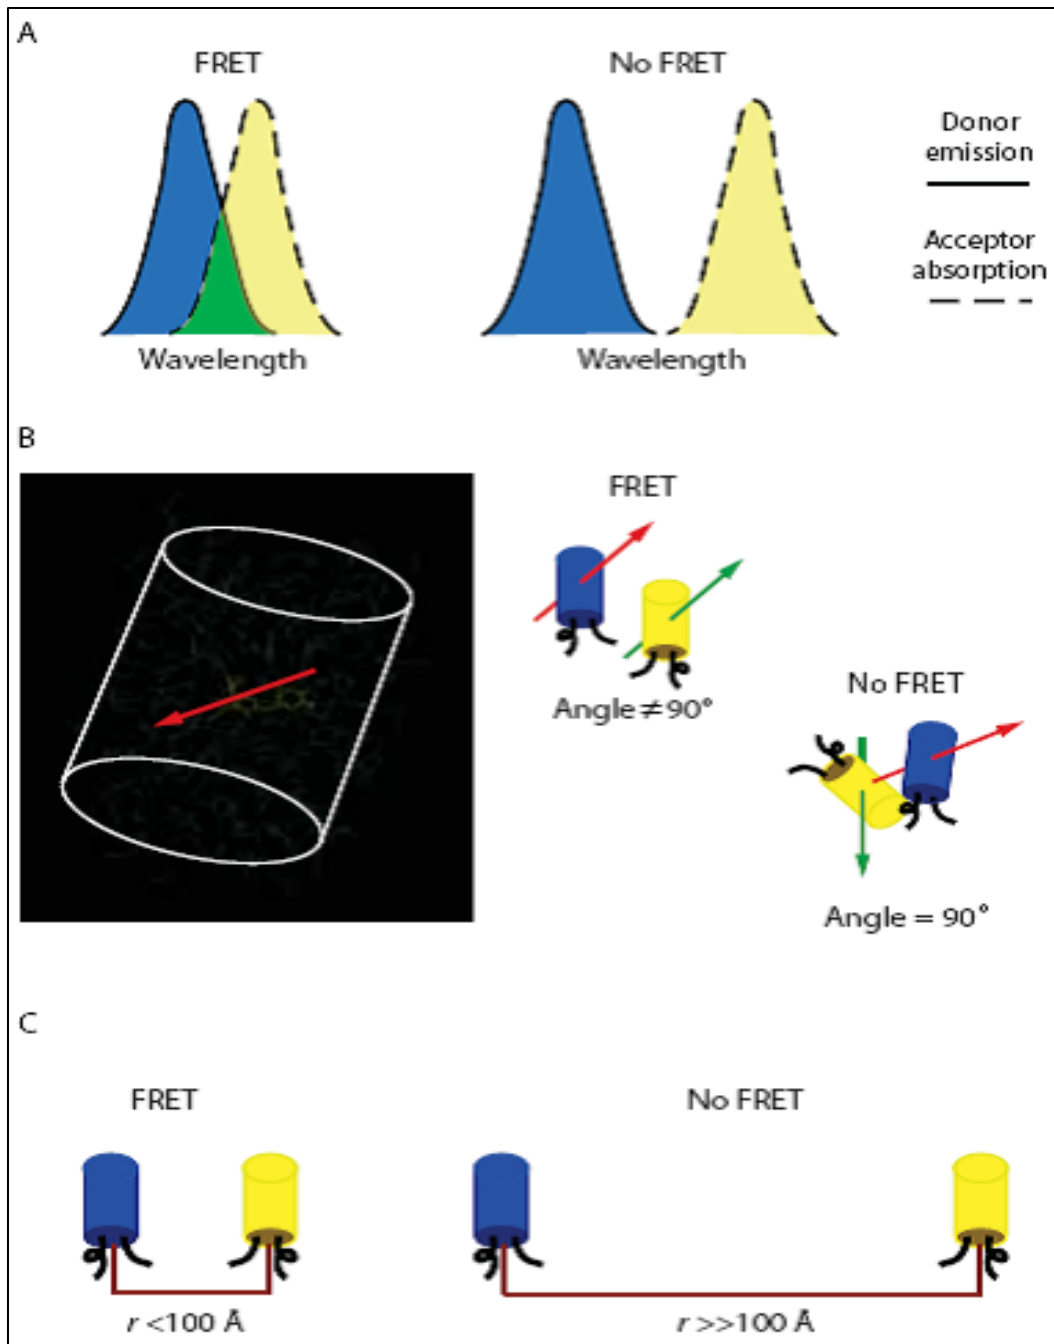 A
FRET
No FRET
Donor
emission
Acceptor
absorption
Wavelength
Wavelength
B
FRET
Angle ≠ 90°
No FRET
Angle = 90°
C
FRET
No FRET
r <100 Å
r >>100 Å